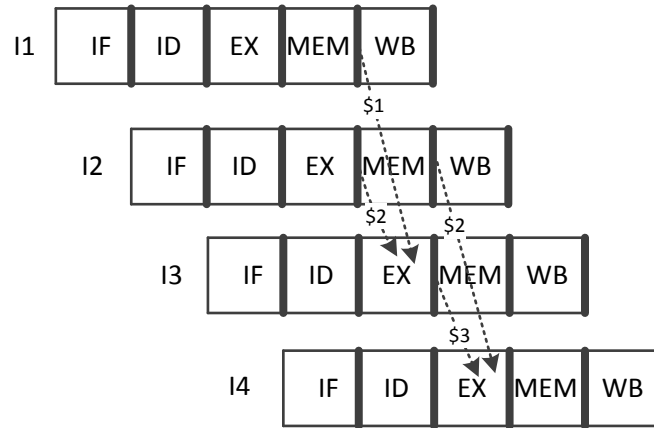 I1 IF ID EX MEM WB
$1
I2 IF ID EX MEM WB
$2 $2
I3 IF ID EX MEM WB
$3
I4 IF ID EX MEM WB